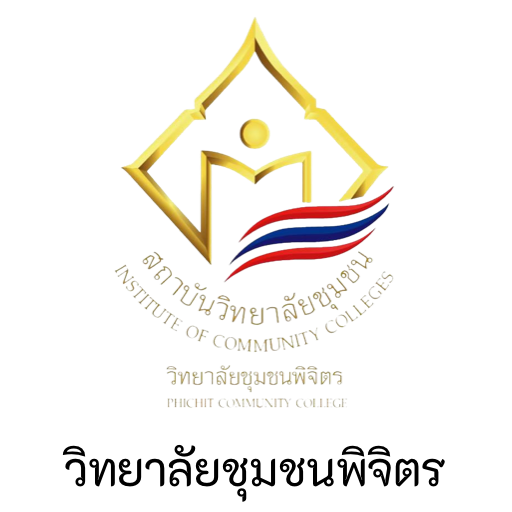 สถาบันวิทยาลัยชุมชน
INSTITUTE OF COMMUNITY COLLEGES
วิทยาลัยชุมชนพิจิตร
PHICHIT COMMUNITY COLLEGE
วิทยาลัยชุมชนพิจิตร